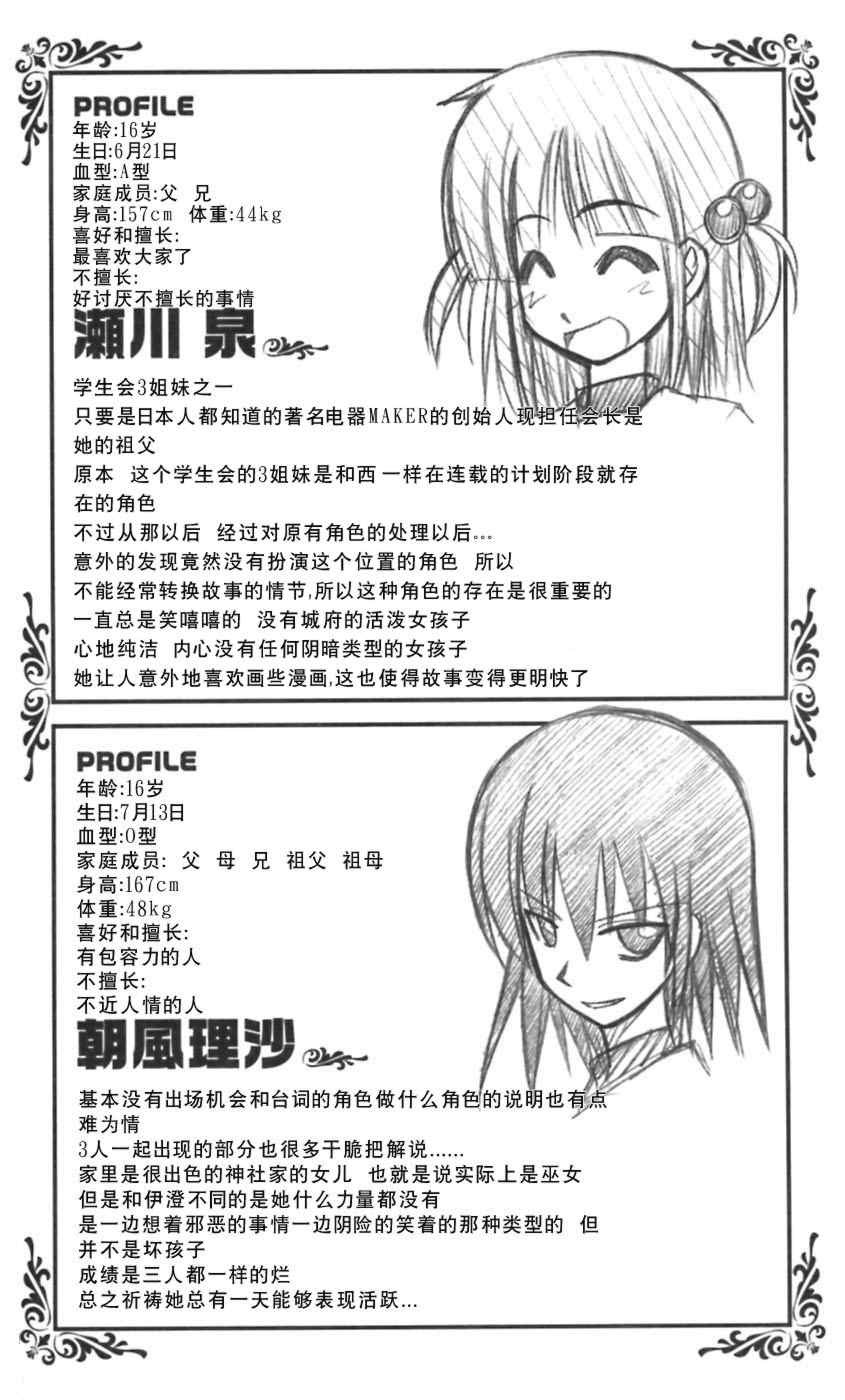 PROFILE
年龄:16岁
生日:6月21日
血型:A型
家庭成员:父 兄
身高:157cm 体重:44kg
喜好和擅长:
最喜欢大家了
不擅长:
好讨厌不擅长的事情
瀬川 泉
学生会3姐妹之一
只要是日本人都知道的著名电器MAKER的创始人现担任会长是
她的祖父
原本 这个学生会的3姐妹是和西一样在连载的计划阶段就存
在的角色
不过从那以后 经过对原有角色的处理以后。。。
意外的发现竟然没有扮演这个位置的角色 所以
不能经常转换故事的情节,所以这种角色的存在是很重要的
一直总是笑嘻嘻的 没有城府的活泼女孩子
心地纯洁 内心没有任何阴暗类型的女孩子
她让人意外地喜欢画些漫画,这也使得故事变得更明快了
PROFILE
年龄:16岁
生日:7月13日
血型:O型
家庭成员: 父 母 兄 祖父 祖母
身高:167cm
体重:48kg
喜好和擅长:
有包容力的人
不擅长:
不近人情的人
朝風理沙
基本没有出场机会和台词的角色做什么角色的说明也有点
难为情
3人一起出现的部分也很多干脆把解说......
家里是很出色的神社家的女儿 也就是说实际上是巫女
但是和伊澄不同的是她什么力量都没有
是一边想着邪恶的事情一边阴险的笑着的那种类型的 但
并不是坏孩子
成绩是三人都一样的烂
总之祈祷她总有一天能够表现活跃...